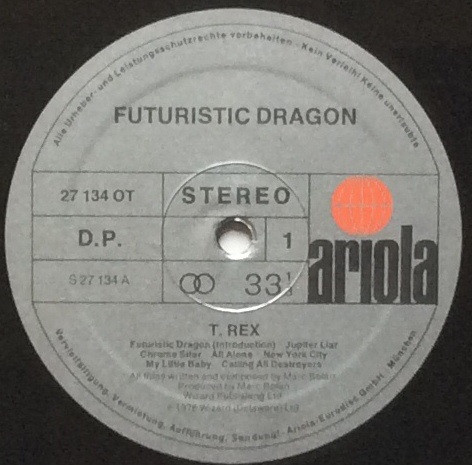 Alle Urheber- und Leistungsschutzrechte vorbehalten · Kein Verleih! Keine unerlaubte
FUTURISTIC DRAGON
27 134 OT
STEREO
D.P.
1
S 27 134 A
33 1/3
ariola
T. REX
Futuristic Dragon (Introduction) Jupiter Liar
Chrome Sitar All Alone New York City
My Little Baby Calling All Destroyers
All titles written and composed by Marc Bolan
Produced by Marc Bolan
Wizard Publishing Ltd
℗ 1976 Wizard (Bahamas) Ltd
Vervielfältigung, Vermietung, Aufführung, Sendung! · Ariola-Eurodisc GmbH · München